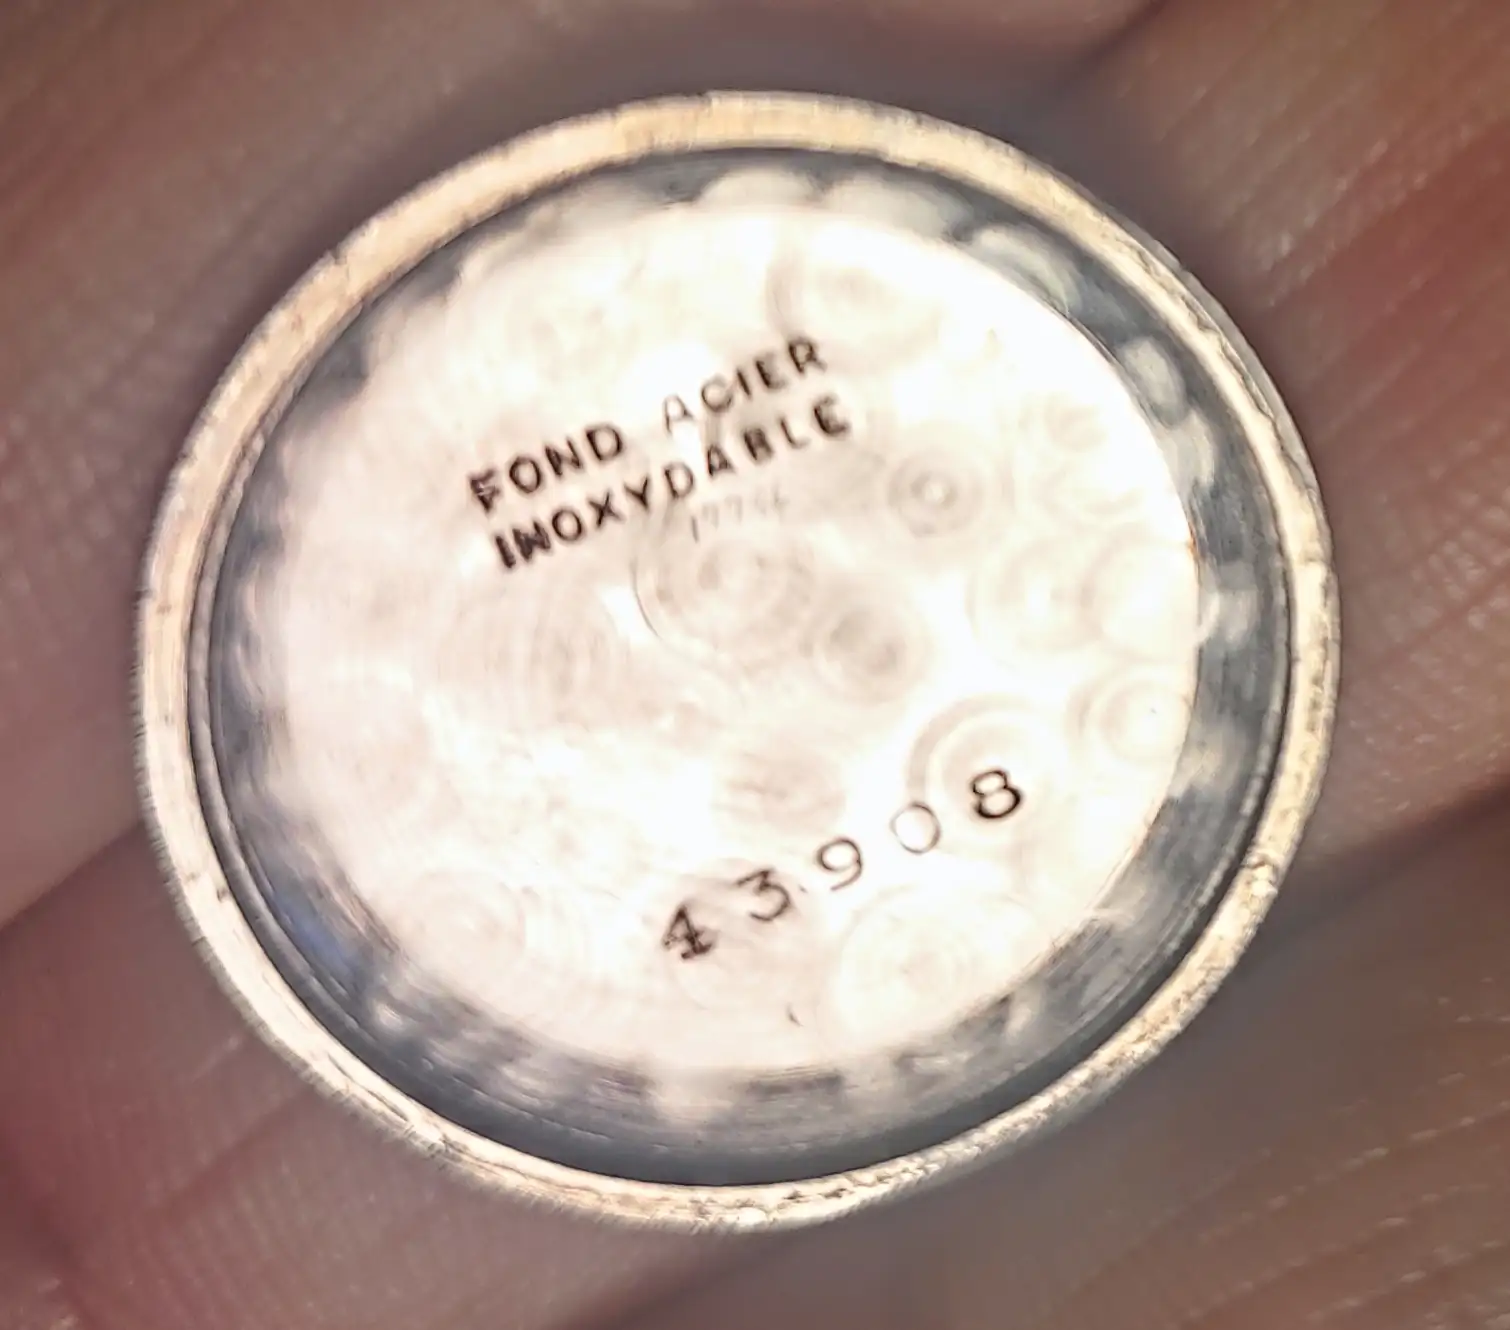 FOND ACIER
INOXYDABLE
43908